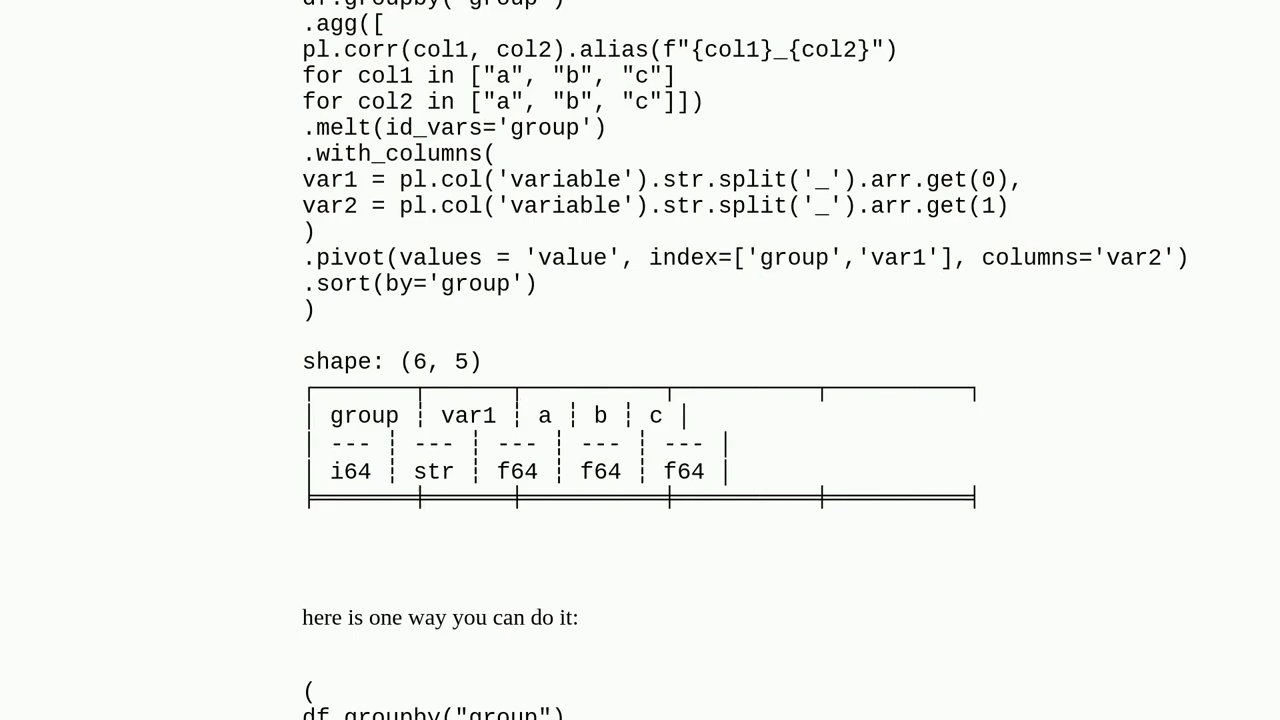 df.groupby("group")
.agg([
pl.corr(col1, col2).alias(f"{col1}_{col2}")
for col1 in ["a", "b", "c"]
for col2 in ["a", "b", "c"]])
.melt(id_vars='group')
.with_columns(
var1 = pl.col('variable').str.split('_').arr.get(0),
var2 = pl.col('variable').str.split('_').arr.get(1)
)
.pivot(values = 'value', index=['group','var1'], columns='var2')
.sort(by='group')
)
shape: (6, 5)
┌───────┬──────┬──────────┬──────────┬──────────┐
│ group ┆ var1 ┆ a ┆ b ┆ c │
│ --- ┆ --- ┆ --- ┆ --- ┆ --- │
│ i64 ┆ str ┆ f64 ┆ f64 ┆ f64 │
╞═══════╪══════╪══════════╪══════════╪══════════╡
here is one way you can do it:
(
df.groupby("group")